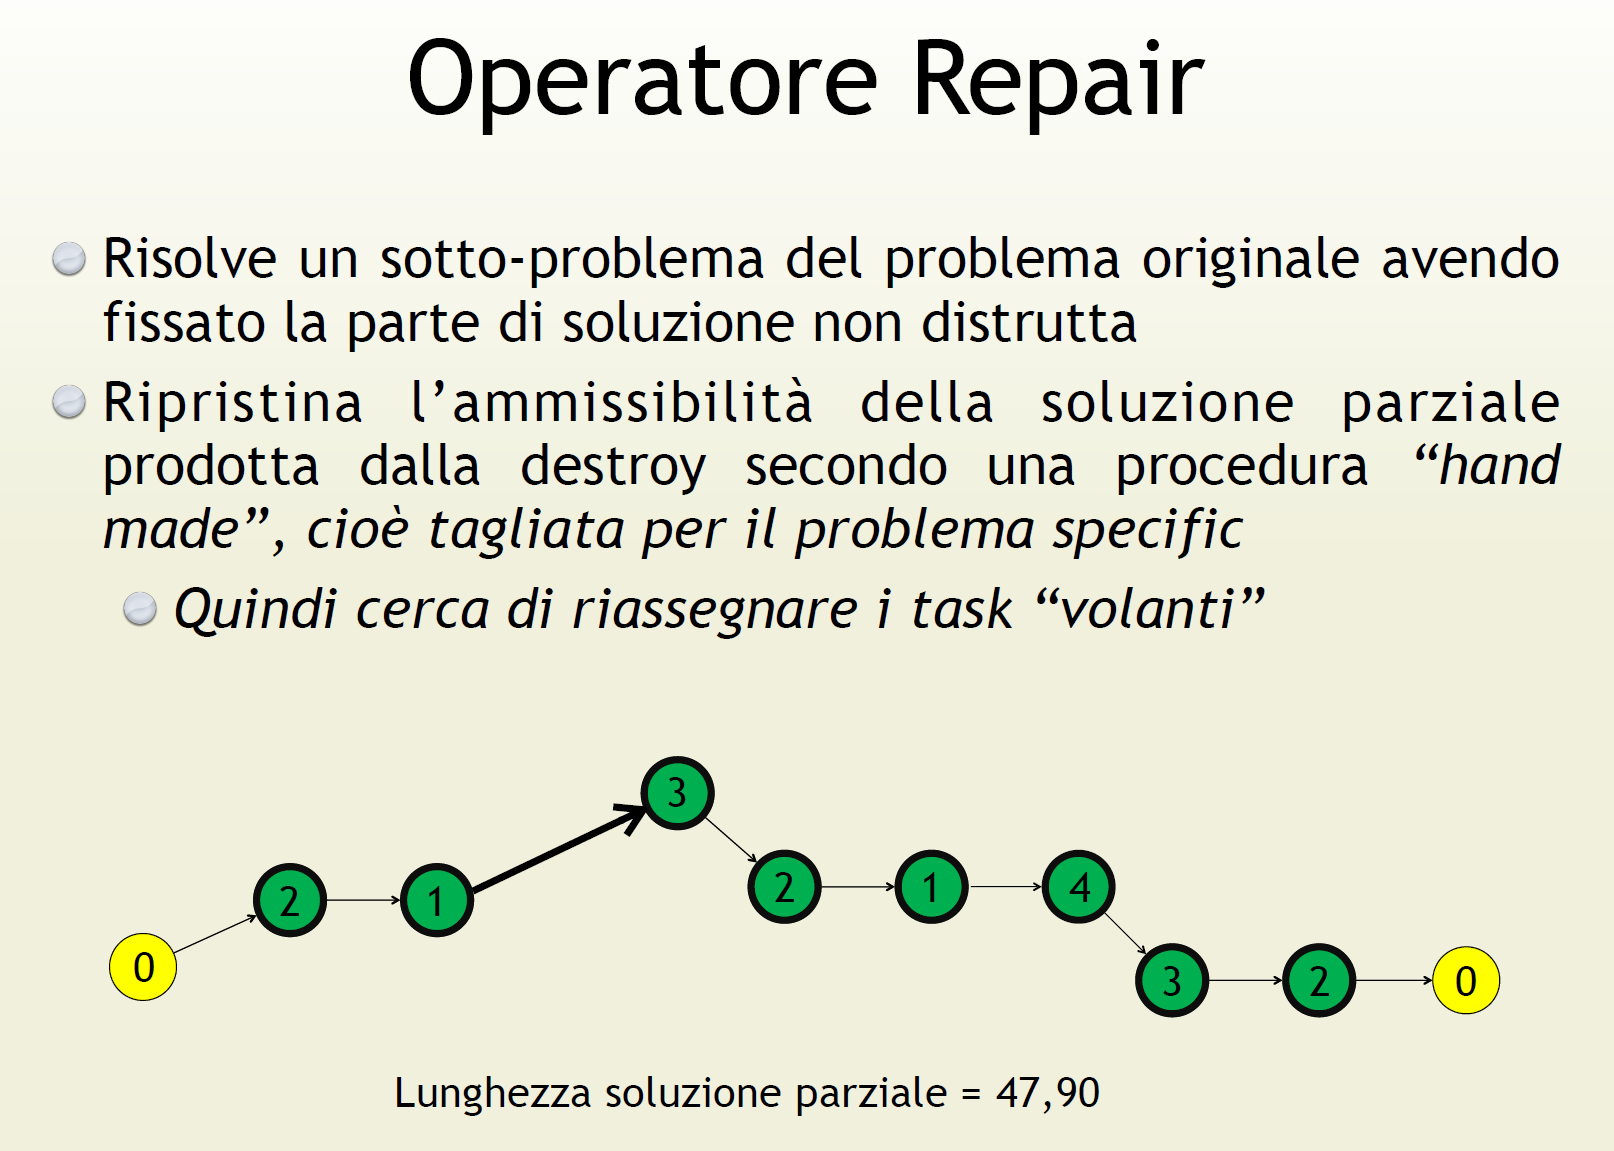 Operatore Repair
Risolve un sotto-problema del problema originale avendo
fissato la parte di soluzione non distrutta
Ripristina l’ammissibilità della soluzione parziale
prodotta dalla destroy secondo una procedura “hand
made”, cioè tagliata per il problema specific
Quindi cerca di riassegnare i task “volanti”
3
2 1 4
2 1
0
3 2 0
Lunghezza soluzione parziale = 47,90